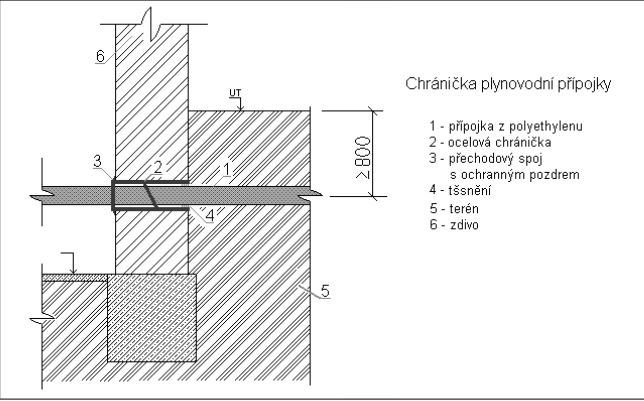 Chránička plynovodní přípojky
1 - přípojka z polyethylenu
2 - ocelová chránička
3 - přechodový spoj
s ochranným pozdrem
4 - tšsnění
5 - terén
6 - zdivo
6
UT
3
2
1
4
≥800
5